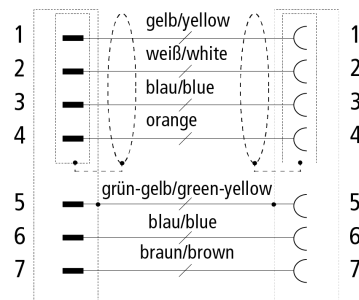 1 gelb/yellow 1
2 weiß/white 2
3 blau/blue 3
4 orange 4
5 grün-gelb/green-yellow 5
6 blau/blue 6
7 braun/brown 7